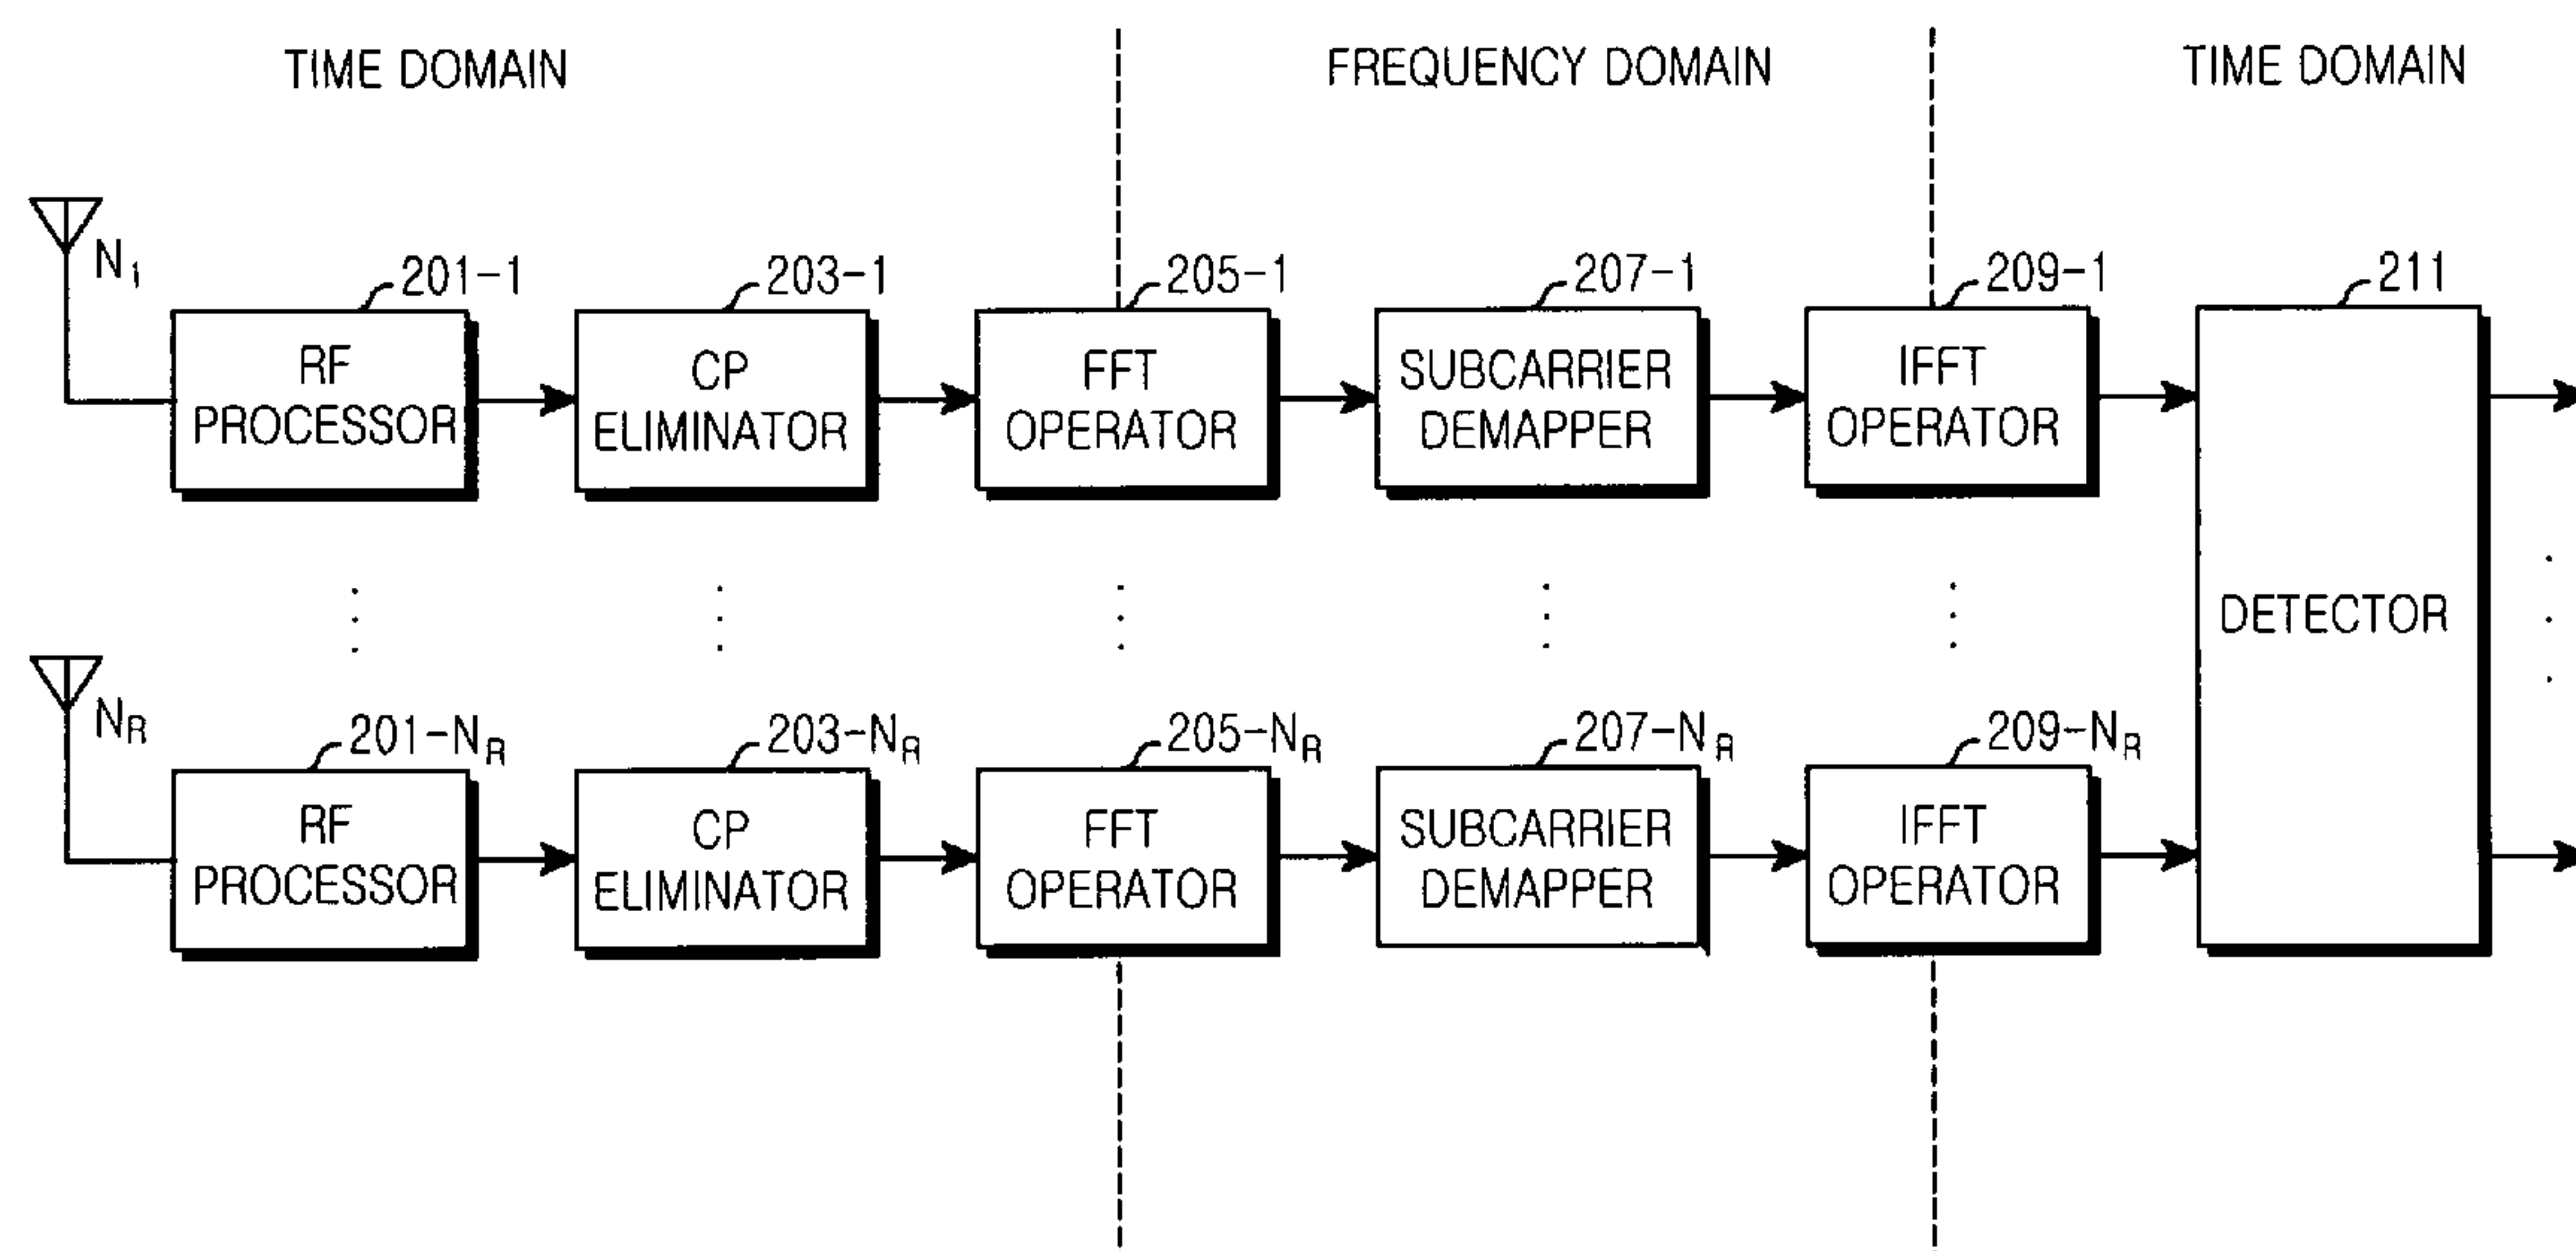 TIME DOMAIN
FREQUENCY DOMAIN
TIME DOMAIN
N1
201-1
203-1
205-1
207-1
209-1
211
RF
PROCESSOR
CP
ELIMINATOR
FFT
OPERATOR
SUBCARRIER
DEMAPPER
IFFT
OPERATOR
DETECTOR
NR
201-NR
203-NR
205-NR
207-NR
209-NR
RF
PROCESSOR
CP
ELIMINATOR
FFT
OPERATOR
SUBCARRIER
DEMAPPER
IFFT
OPERATOR